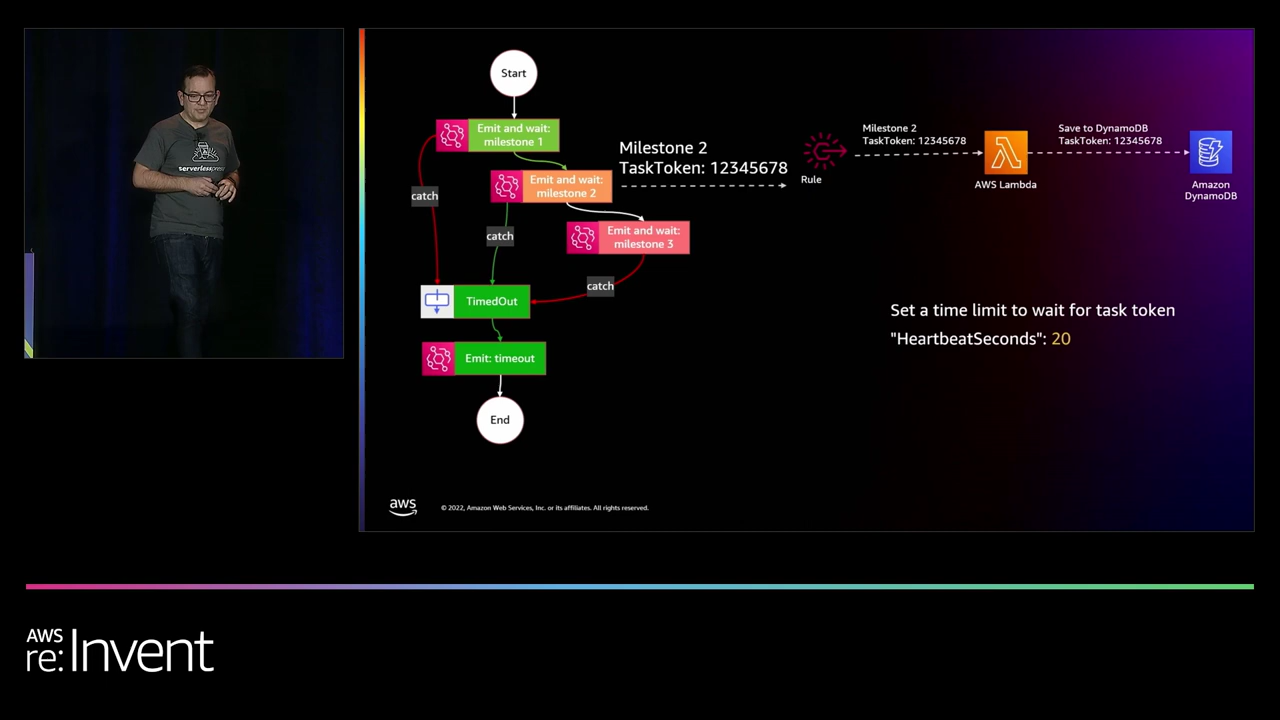 Start
Emit and wait:
milestone 1
Milestone 2
TaskToken: 12345678
Emit and wait:
milestone 2
catch
catch
Emit and wait:
milestone 3
catch
TimedOut
Emit: timeout
End
Rule
Milestone 2
TaskToken: 12345678
AWS Lambda
Save to DynamoDB
TaskToken: 12345678
Amazon
DynamoDB
Set a time limit to wait for task token
"HeartbeatSeconds": 20
aws
© 2022, Amazon Web Services, Inc. or its affiliates. All rights reserved.
AWS
re:Invent